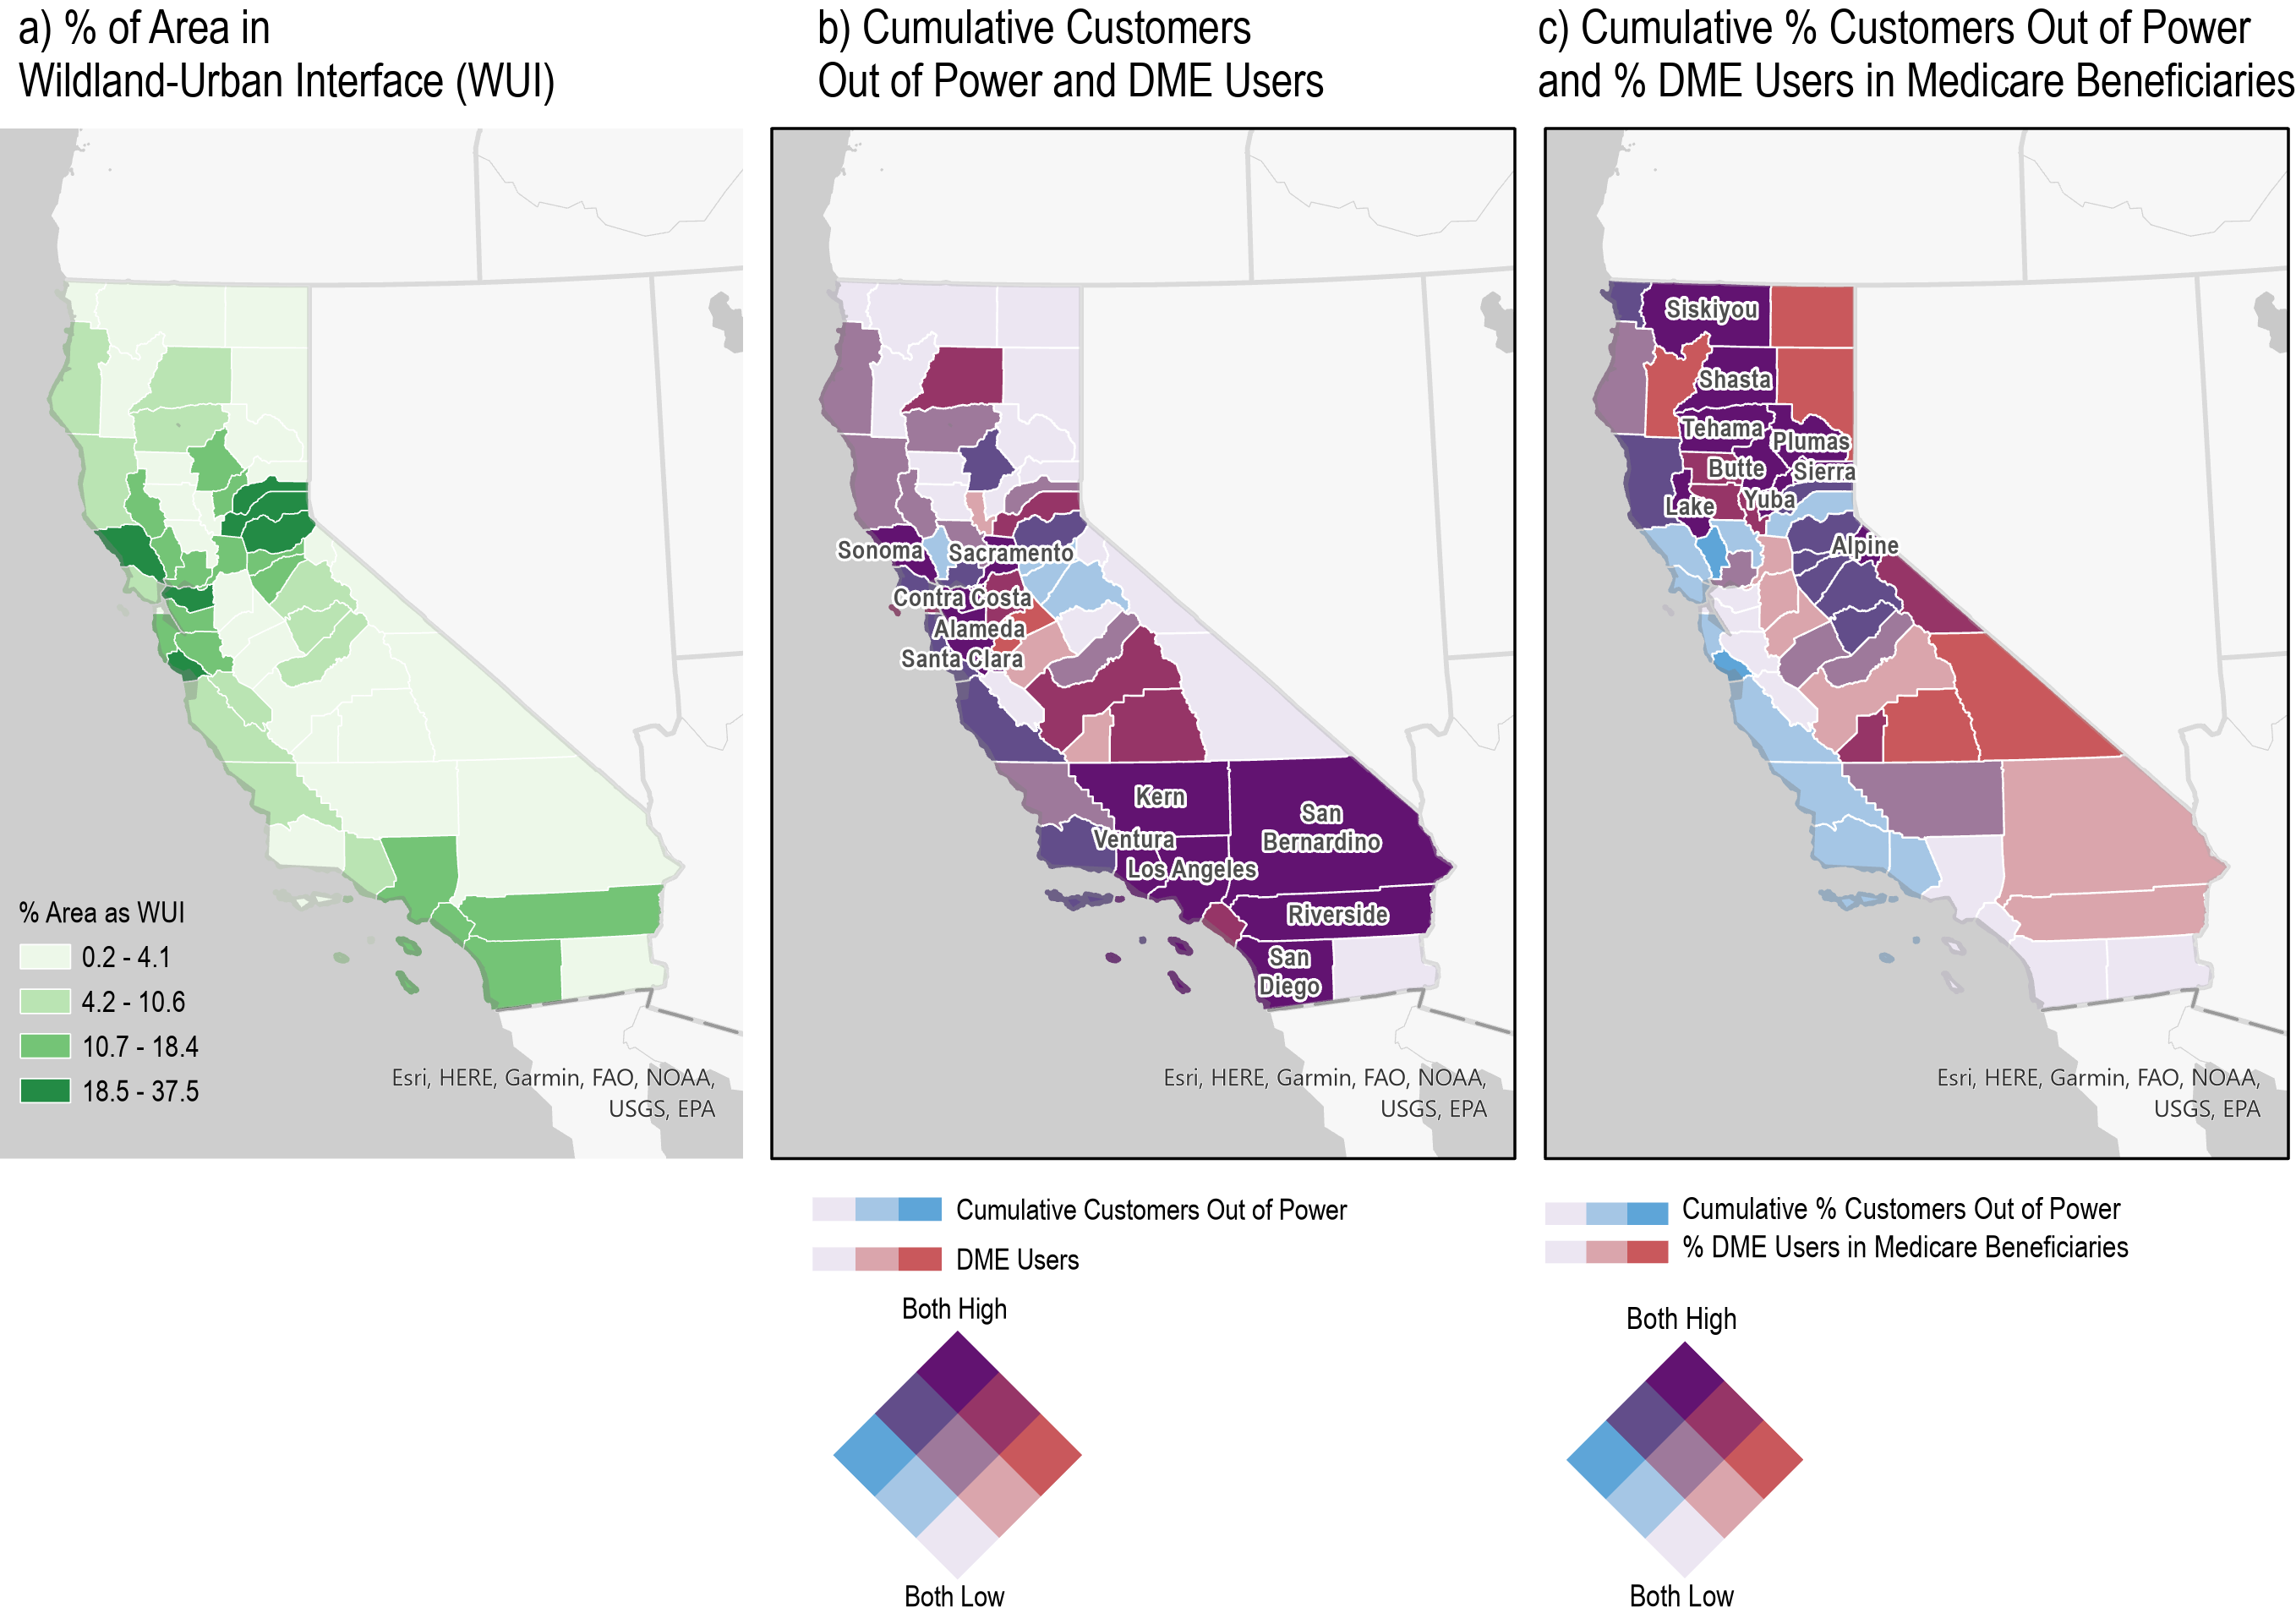 a) % of Area in
Wildland-Urban Interface (WUI)
b) Cumulative Customers
Out of Power and DME Users
c) Cumulative % Customers Out of Power
and % DME Users in Medicare Beneficiaries
% Area as WUI
0.2 - 4.1
4.2 - 10.6
10.7 - 18.4
18.5 - 37.5
Esri, HERE, Garmin, FAO, NOAA,
USGS, EPA
Sonoma
Sacramento
Contra Costa
Alameda
Santa Clara
Kern
San
Bernardino
Ventura
Los Angeles
Riverside
San
Diego
Esri, HERE, Garmin, FAO, NOAA,
USGS, EPA
Cumulative Customers Out of Power
DME Users
Both High
Both Low
Siskiyou
Shasta
Tehama
Plumas
Butte
Sierra
Yuba
Lake
Alpine
Esri, HERE, Garmin, FAO, NOAA,
USGS, EPA
Cumulative % Customers Out of Power
% DME Users in Medicare Beneficiaries
Both High
Both Low